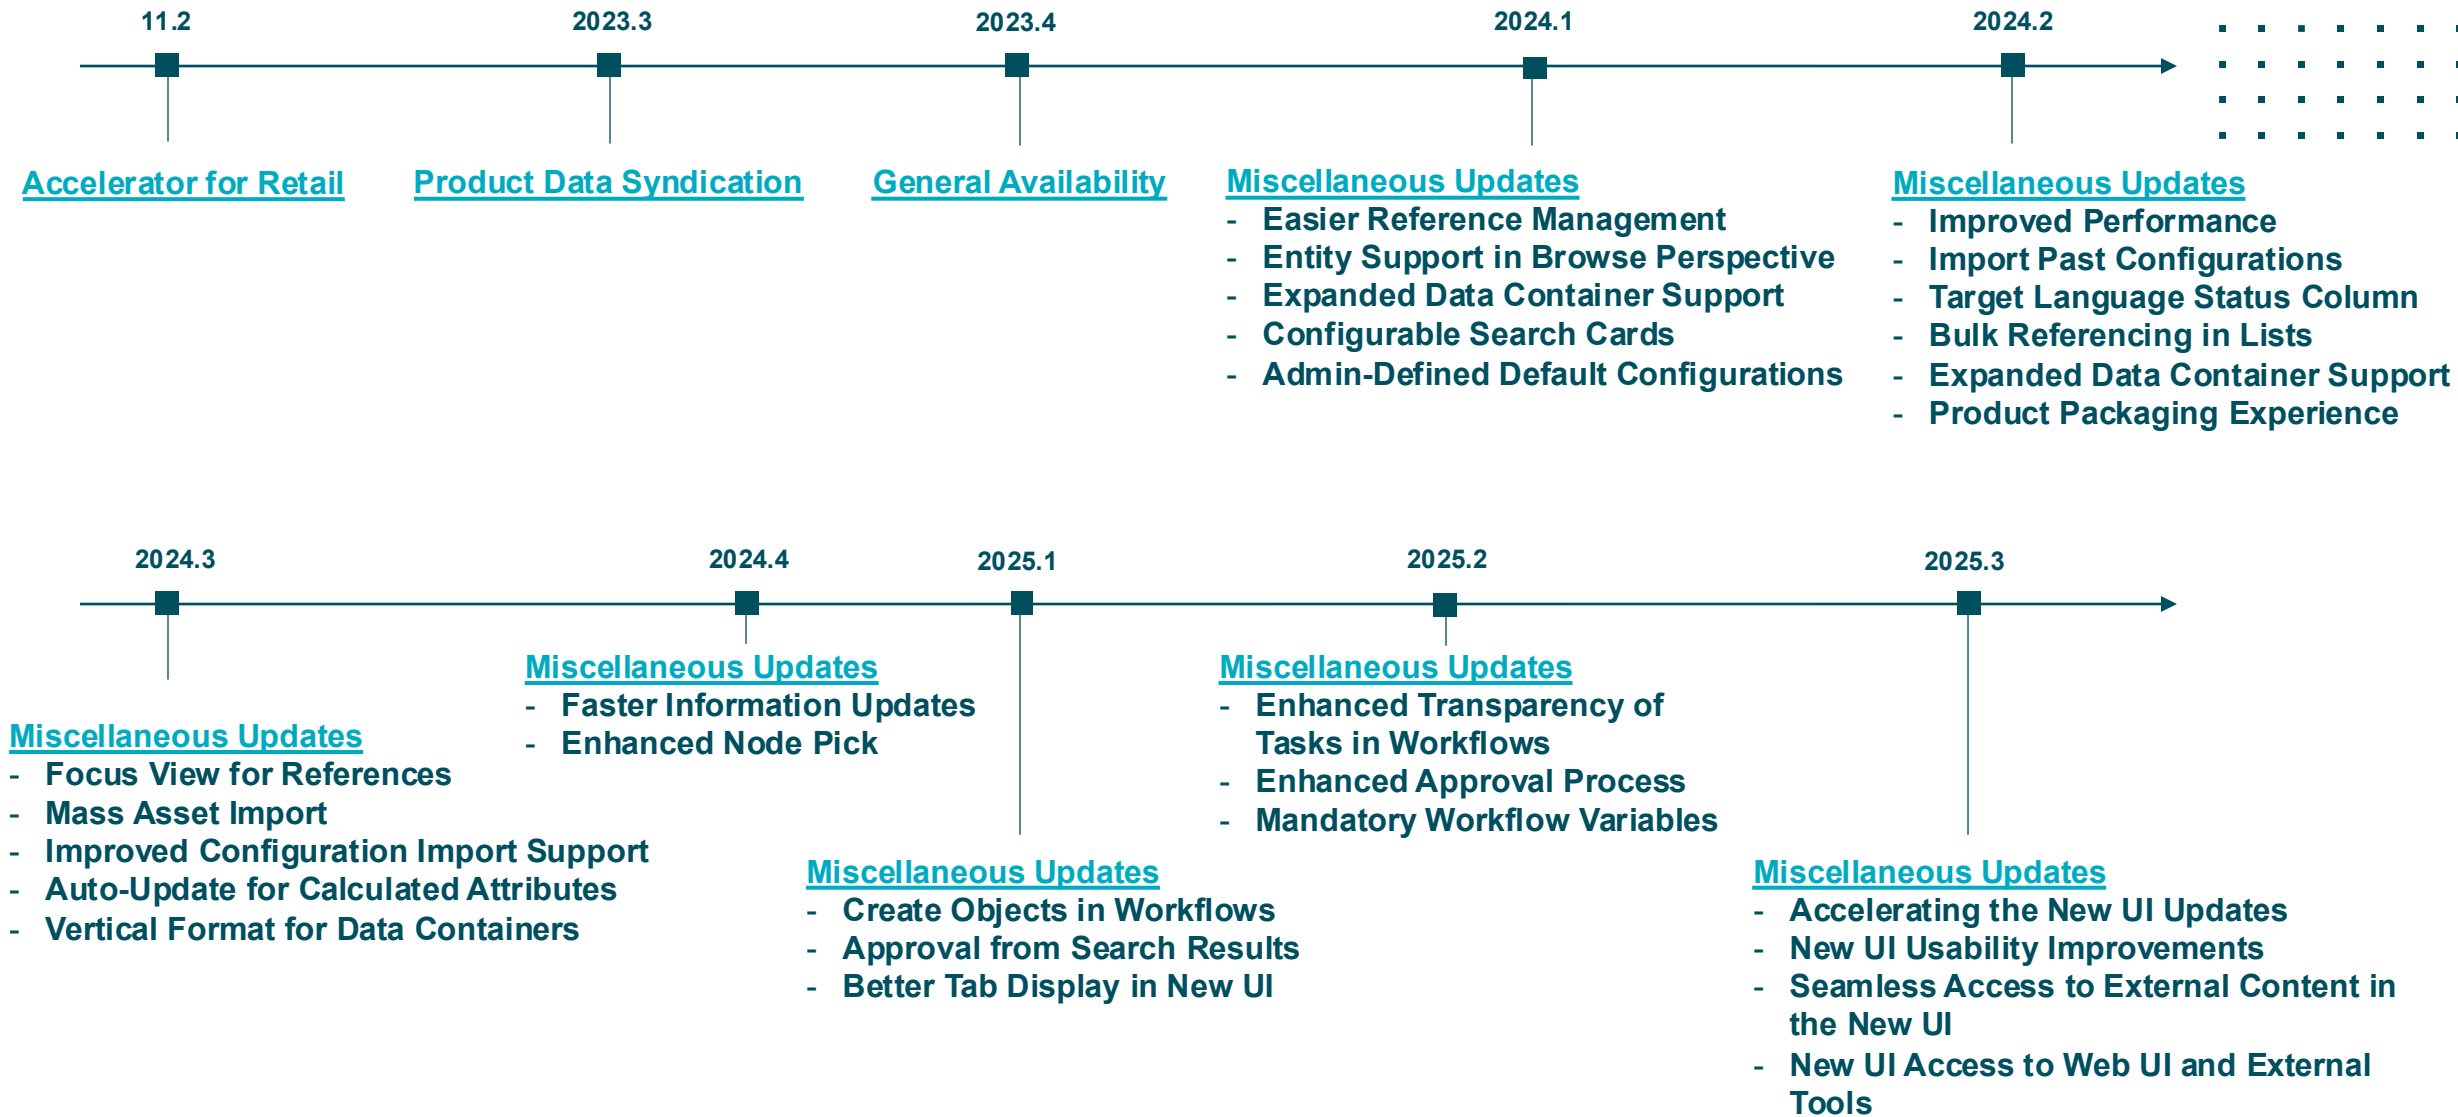 11.2
2023.3
2023.4
2024.1
2024.2
Accelerator for Retail
Product Data Syndication
General Availability
Miscellaneous Updates
- Easier Reference Management
- Entity Support in Browse Perspective
- Expanded Data Container Support
- Configurable Search Cards
- Admin-Defined Default Configurations
Miscellaneous Updates
- Improved Performance
- Import Past Configurations
- Target Language Status Column
- Bulk Referencing in Lists
- Expanded Data Container Support
- Product Packaging Experience
2024.3
2024.4
2025.1
2025.2
2025.3
Miscellaneous Updates
- Focus View for References
- Mass Asset Import
- Improved Configuration Import Support
- Auto-Update for Calculated Attributes
- Vertical Format for Data Containers
Miscellaneous Updates
- Faster Information Updates
- Enhanced Node Pick
Miscellaneous Updates
- Create Objects in Workflows
- Approval from Search Results
- Better Tab Display in New UI
Miscellaneous Updates
- Enhanced Transparency of
Tasks in Workflows
- Enhanced Approval Process
- Mandatory Workflow Variables
Miscellaneous Updates
- Accelerating the New UI Updates
- New UI Usability Improvements
- Seamless Access to External Content in
the New UI
- New UI Access to Web UI and External
Tools